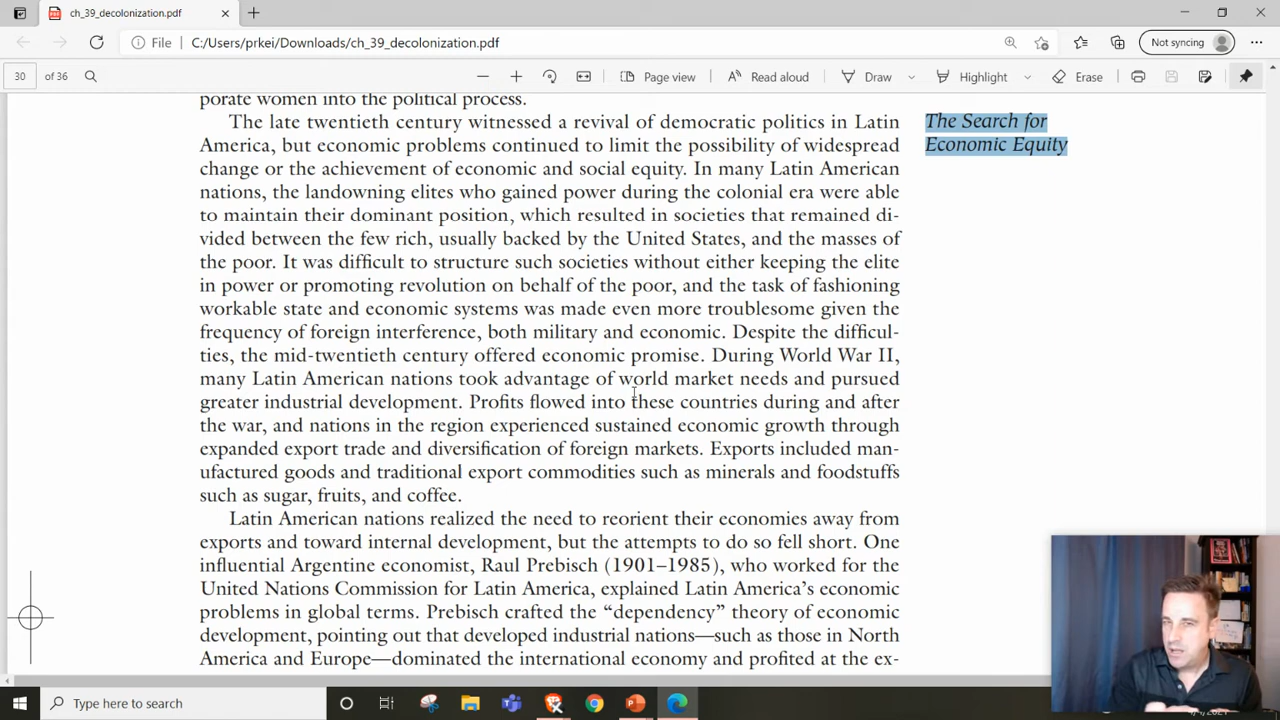 ch_39_decolonization.pdf
File
C:/Users/prkei/Downloads/ch_39_decolonization.pdf
Not syncing
30 of 36
Page view
Read aloud
Draw
Highlight
Erase
porate women into the political process.
The late twentieth century witnessed a revival of democratic politics in Latin
America, but economic problems continued to limit the possibility of widespread
change or the achievement of economic and social equity. In many Latin American
nations, the landowning elites who gained power during the colonial era were able
to maintain their dominant position, which resulted in societies that remained di-
vided between the few rich, usually backed by the United States, and the masses of
the poor. It was difficult to structure such societies without either keeping the elite
in power or promoting revolution on behalf of the poor, and the task of fashioning
workable state and economic systems was made even more troublesome given the
frequency of foreign interference, both military and economic. Despite the difficul-
ties, the mid-twentieth century offered economic promise. During World War II,
many Latin American nations took advantage of world market needs and pursued
greater industrial development. Profits flowed into these countries during and after
the war, and nations in the region experienced sustained economic growth through
expanded export trade and diversification of foreign markets. Exports included man-
ufactured goods and traditional export commodities such as minerals and foodstuffs
such as sugar, fruits, and coffee.
Latin American nations realized the need to reorient their economies away from
exports and toward internal development, but the attempts to do so fell short. One
influential Argentine economist, Raul Prebisch (1901–1985), who worked for the
United Nations Commission for Latin America, explained Latin America's economic
problems in global terms. Prebisch crafted the “dependency” theory of economic
development, pointing out that developed industrial nations—such as those in North
America and Europe—dominated the international economy and profited at the ex-
The Search for
Economic Equity
Type here to search